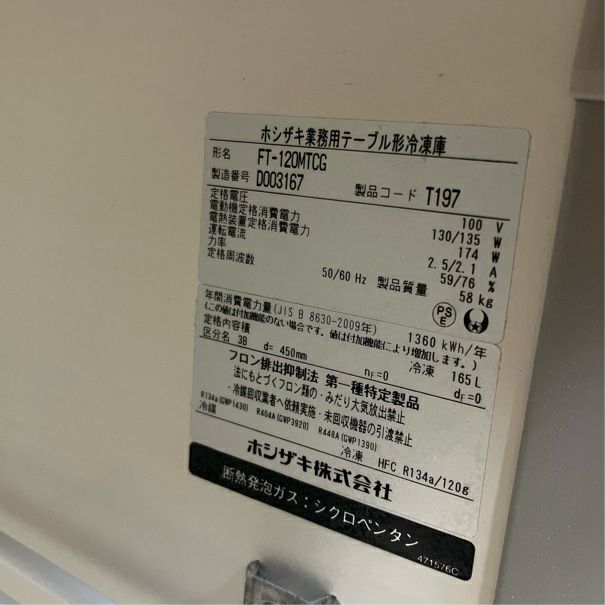 ホシザキ業務用テーブル形冷凍庫
形名 FT-120MTCG
製造番号 D003167 製品コード T197
定格電圧 100 V
電動機定格消費電力 130/135 W
電熱装置定格消費電力 174 W
運転電流 2.5/2.1 A
力率 59/76 %
定格周波数 50/60 Hz 製品質量 58 kg
PS E
年間消費電力量(JIS B 8630-2009年) 1360 kWh/年
(この値は付加機能のない場合です。値は付加機能により増加します。)
定格内容積 冷凍 165 L
区分名 3B d= 450mm nF=0 dF=0
フロン排出抑制法 第一種特定製品
法にもとづくフロン類の・みだり大気放出禁止
・冷媒回収業者へ依頼実施・未回収機器の引渡禁止
R134a(GWP1430) R404A(GWP3920) R448A(GWP1390)
冷媒 冷凍 HFC R134a/120g
ホシザキ株式会社
断熱発泡ガス:シクロペンタン
471576C